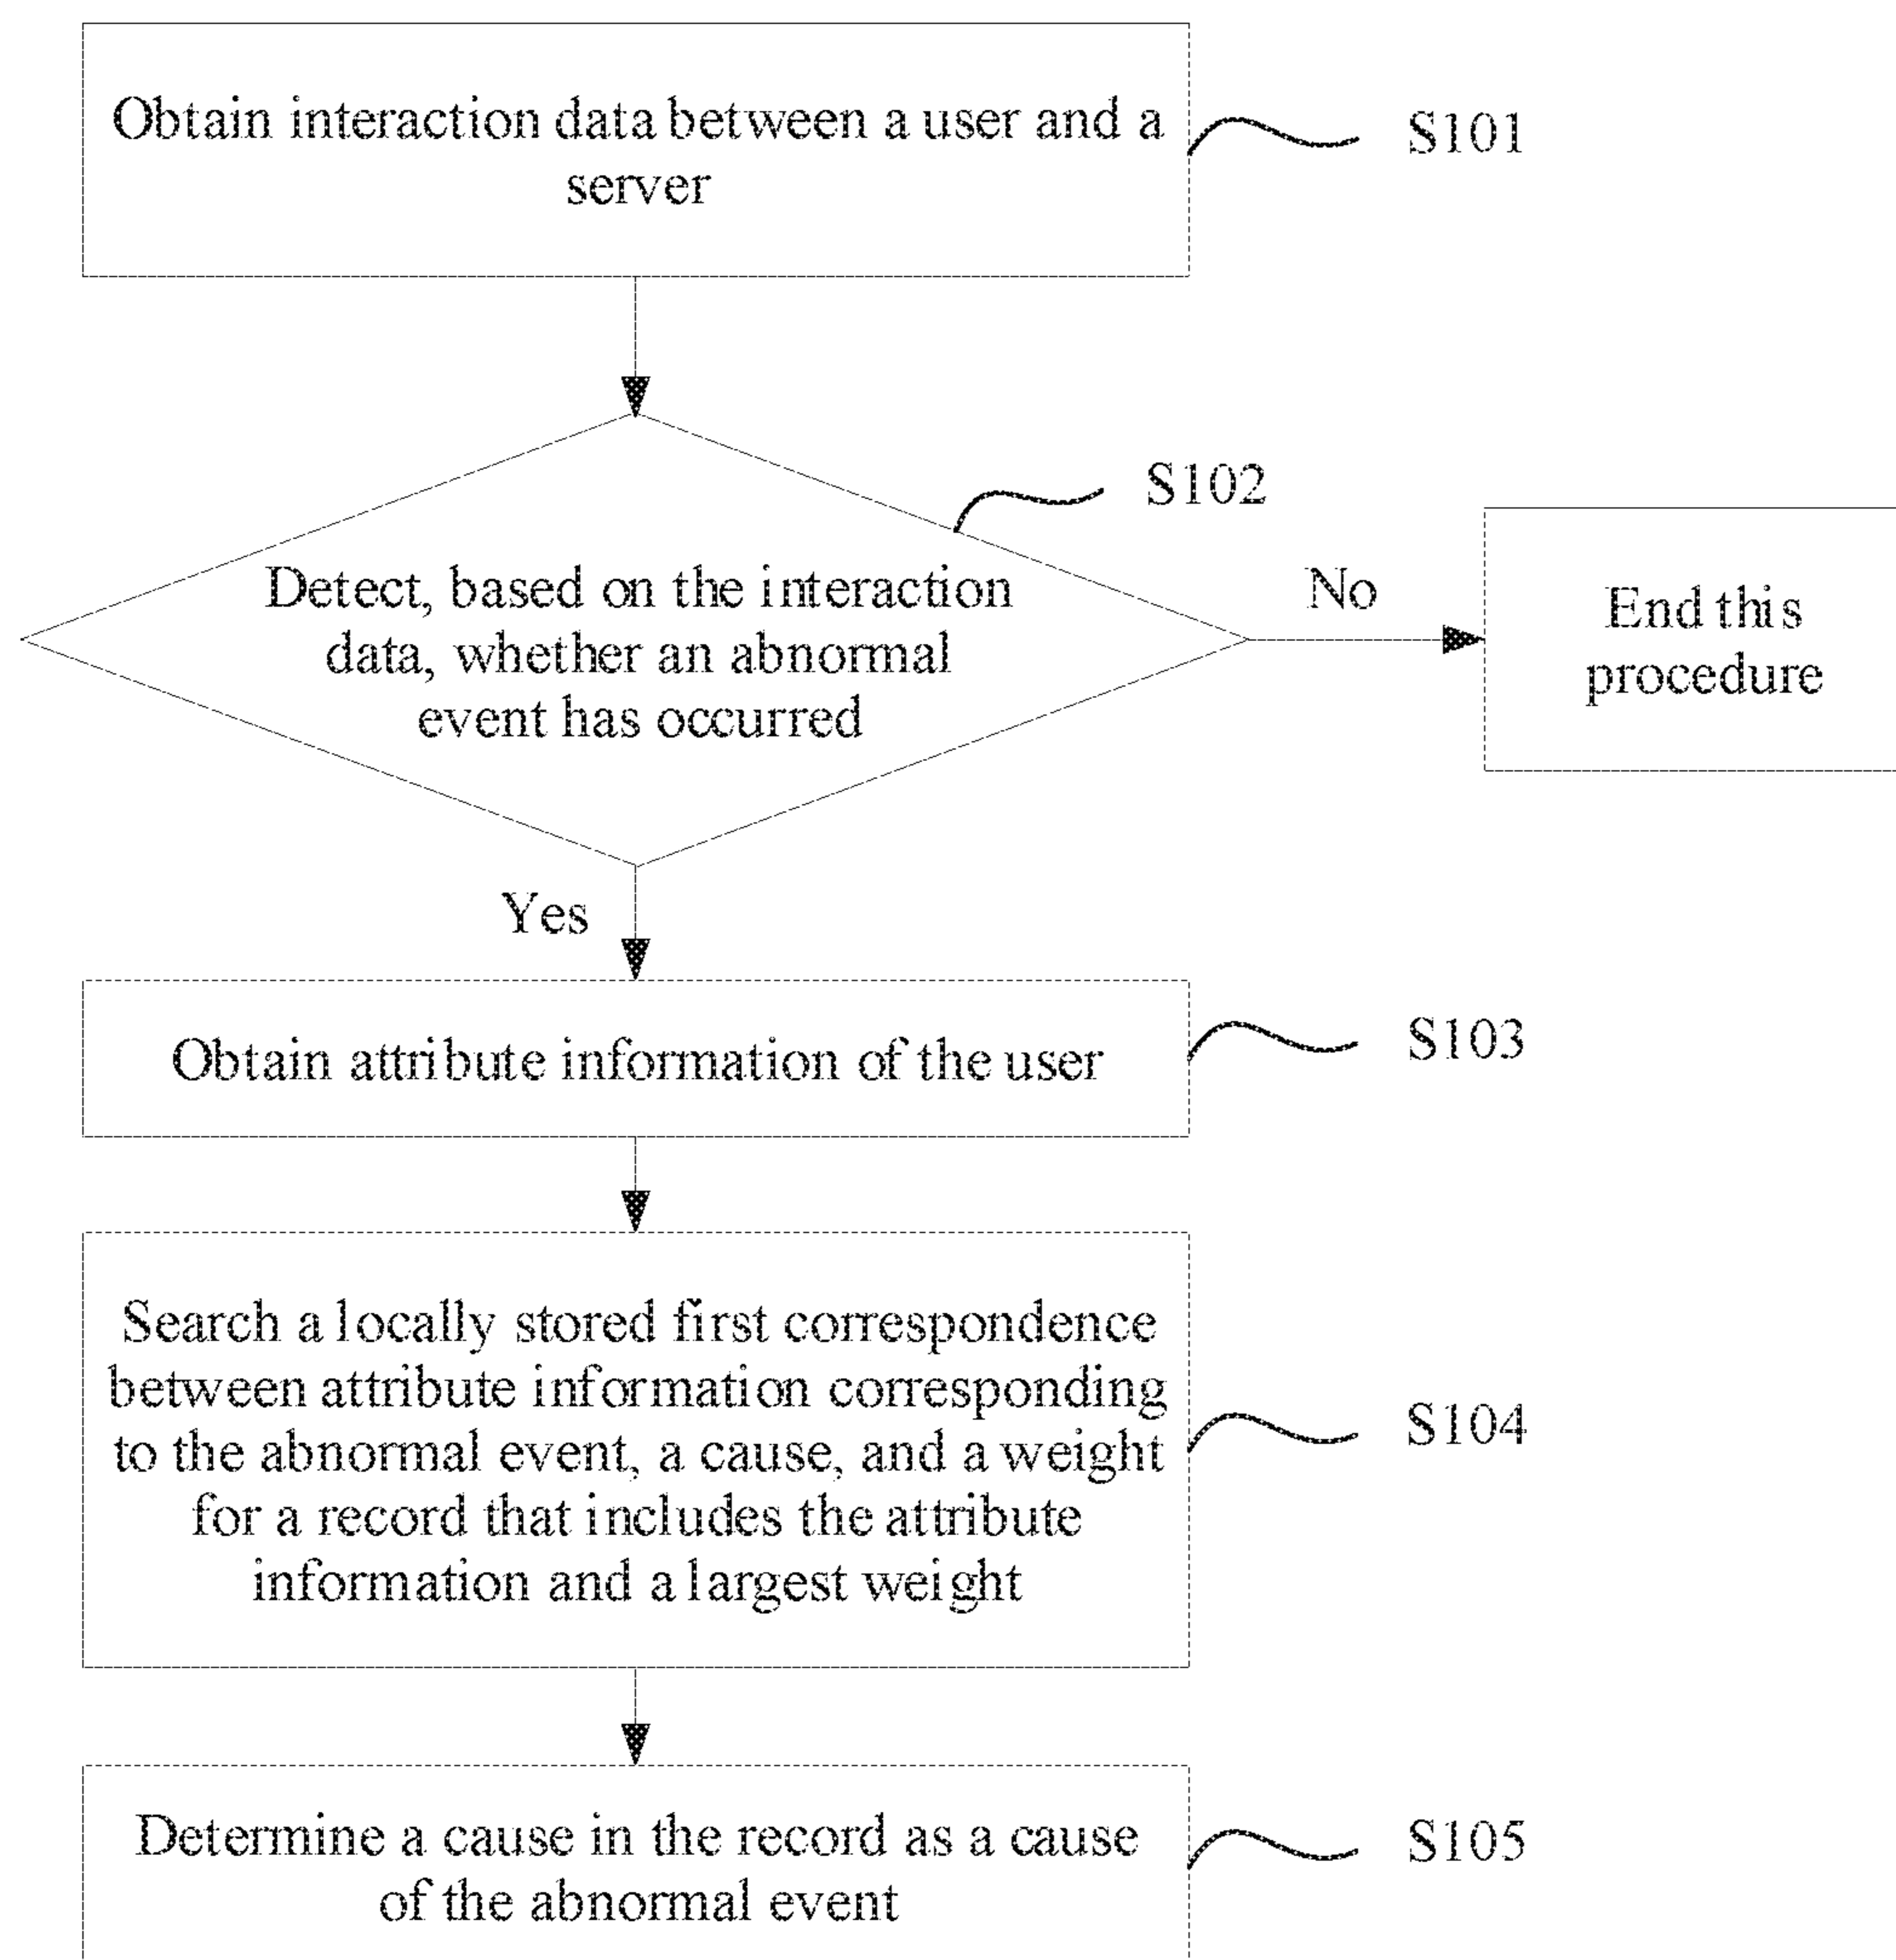 Obtain interaction data between a user and a
server
S101
Detect, based on the interaction
data, whether an abnormal
event has occurred
S102
No
End this
procedure
Yes
Obtain attribute information of the user
S103
Search a locally stored first correspondence
between attribute information corresponding
to the abnormal event, a cause, and a weight
for a record that includes the attribute
information and a largest weight
S104
Determine a cause in the record as a cause
of the abnormal event
S105